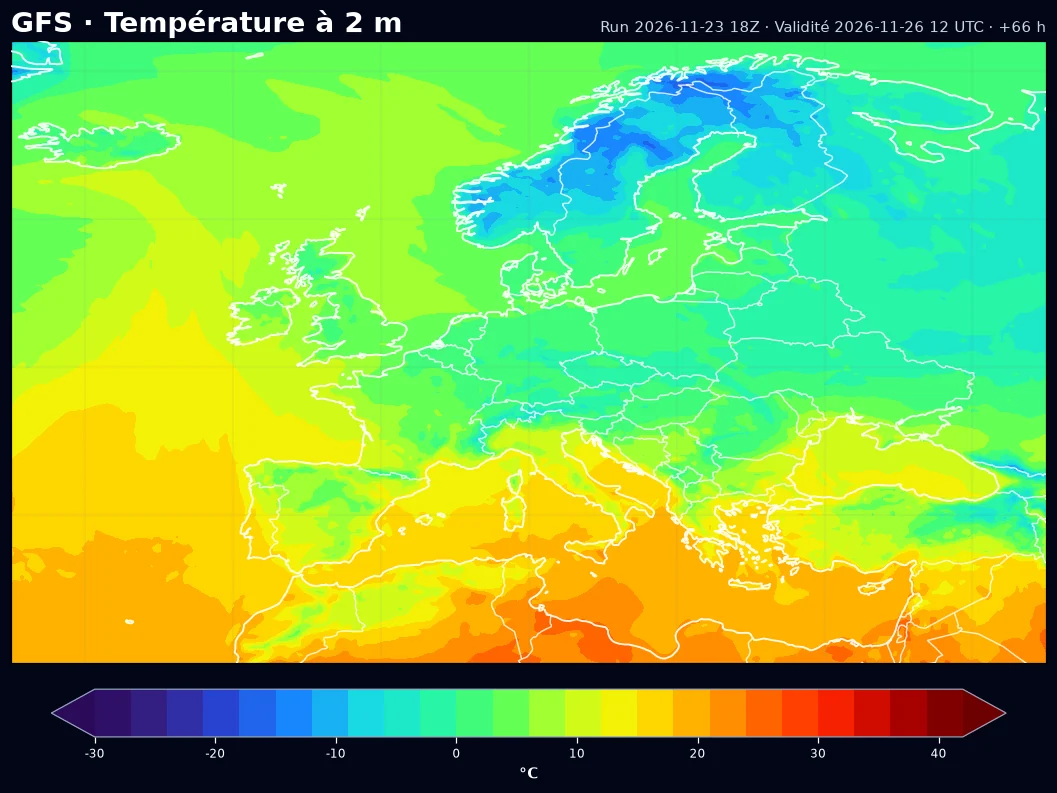 GFS · Température à 2 m
Run 2026-11-23 18Z · Validité 2026-11-26 12 UTC · +66 h
-30 -20 -10 0 10 20 30 40
°C